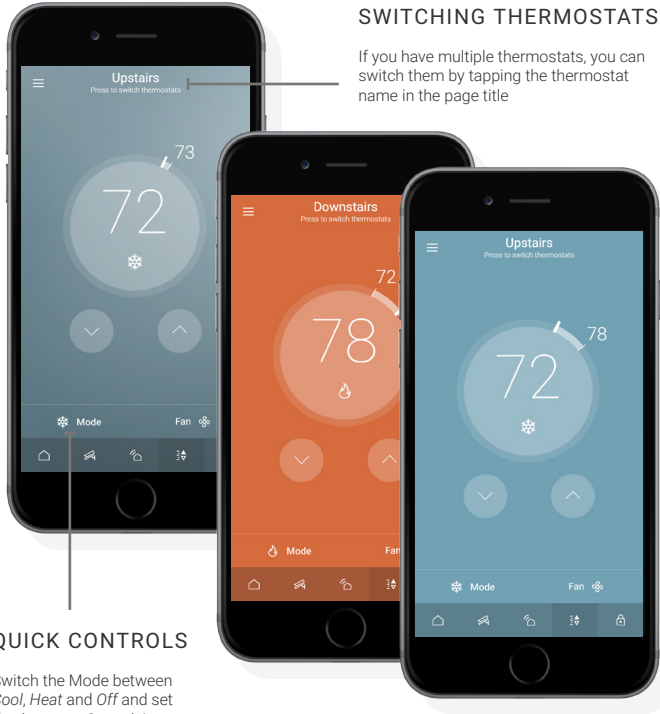 SWITCHING THERMOSTATS
If you have multiple thermostats, you can
switch them by tapping the thermostat
name in the page title
Upstairs
Press to switch thermostats
73
72
Mode
Fan
Downstairs
Press to switch thermostats
72
78
Mode
Fan
Upstairs
Press to switch thermostats
78
72
Mode
Fan
QUICK CONTROLS
Switch the Mode between
Cool, Heat and Off and set